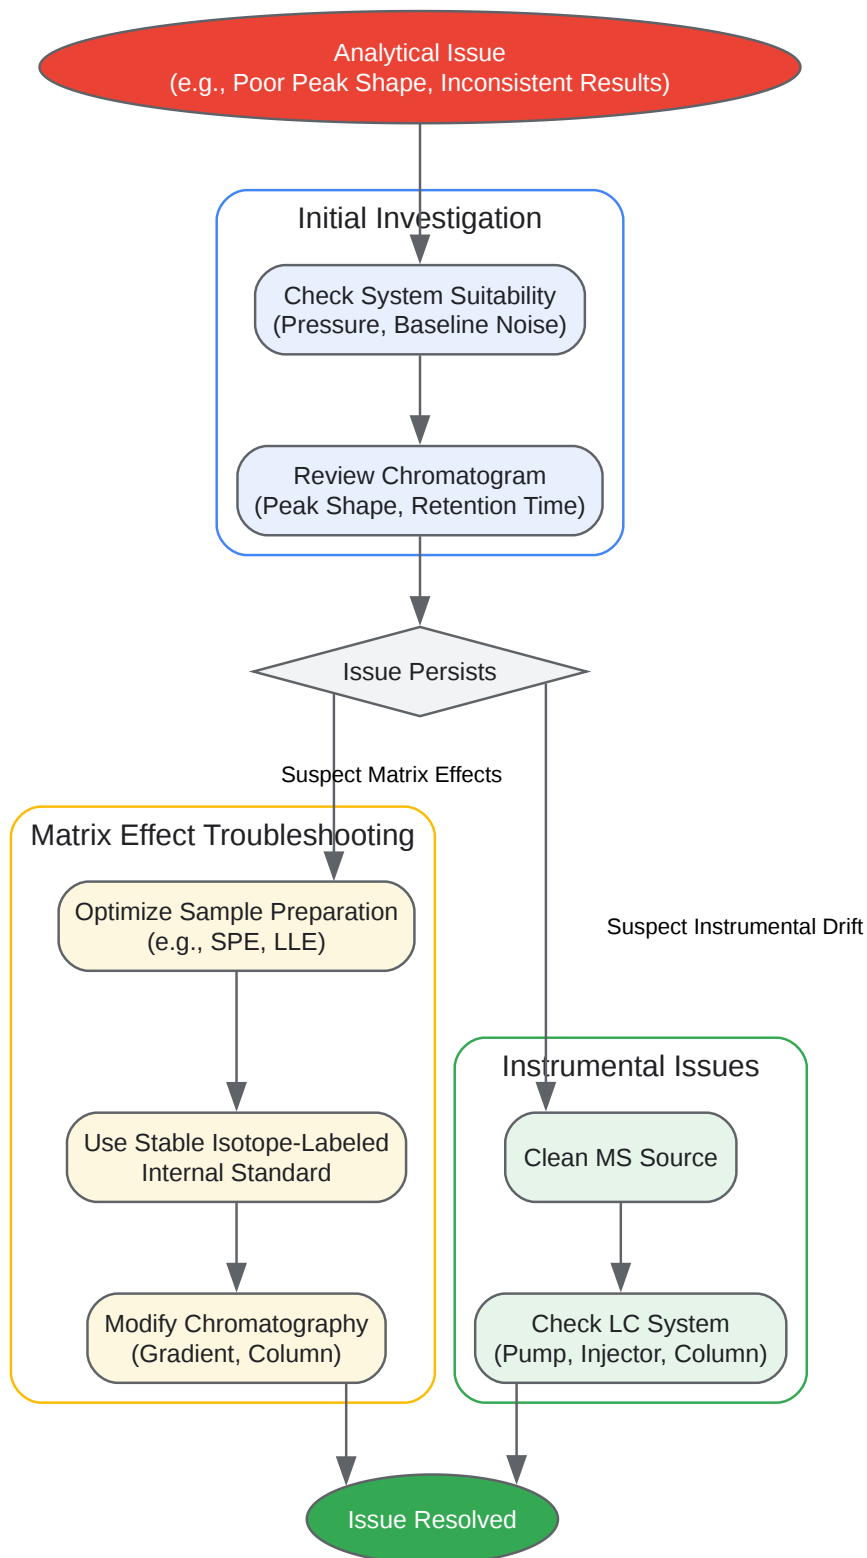 Analytical Issue
(e.g., Poor Peak Shape, Inconsistent Results)
Initial Investigation
Check System Suitability
(Pressure, Baseline Noise)
Review Chromatogram
(Peak Shape, Retention Time)
Issue Persists
Suspect Matrix Effects
Matrix Effect Troubleshooting
Optimize Sample Preparation
(e.g., SPE, LLE)
Use Stable Isotope-Labeled
Internal Standard
Modify Chromatography
(Gradient, Column)
Suspect Instrumental Drift
Instrumental Issues
Clean MS Source
Check LC System
(Pump, Injector, Column)
Issue Resolved